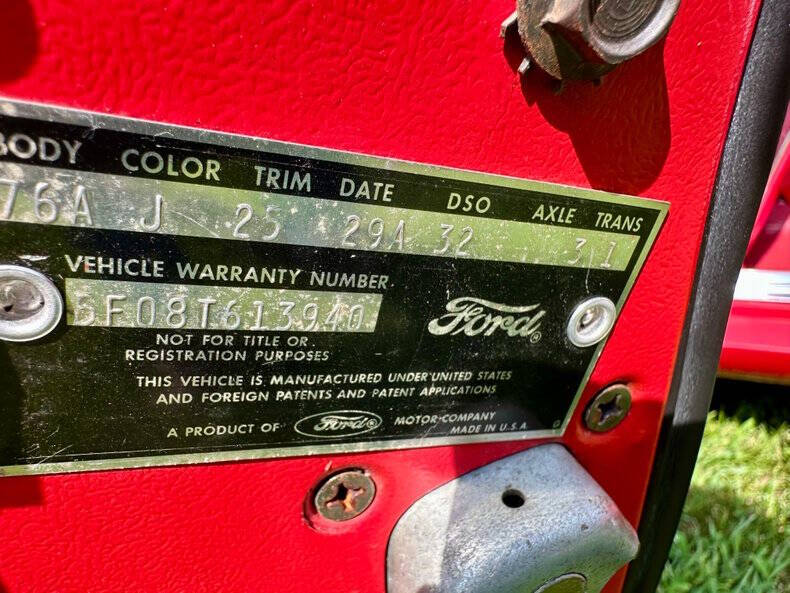 BODY COLOR TRIM DATE DSO AXLE TRANS
76A J 25 29A 32 3 1
VEHICLE WARRANTY NUMBER
5F08T613940
Ford
NOT FOR TITLE OR
REGISTRATION PURPOSES
THIS VEHICLE IS MANUFACTURED UNDER UNITED STATES
AND FOREIGN PATENTS AND PATENT APPLICATIONS
A PRODUCT OF Ford MOTOR COMPANY
MADE IN U.S.A.